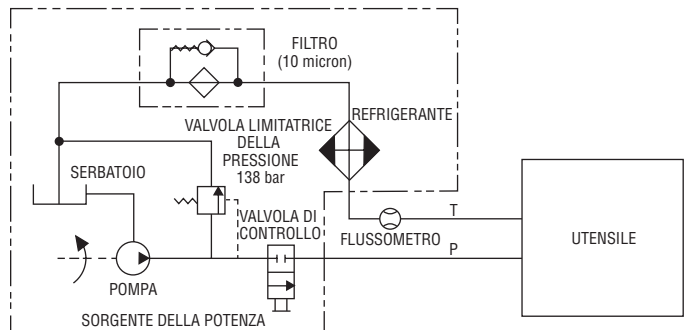 FILTRO
(10 micron)
REFRIGERANTE
VALVOLA LIMITATRICE
DELLA
PRESSIONE
138 bar
SERBATOIO
VALVOLA DI
CONTROLLO
T
FLUSSOMETRO
P
UTENSILE
POMPA
SORGENTE DELLA POTENZA